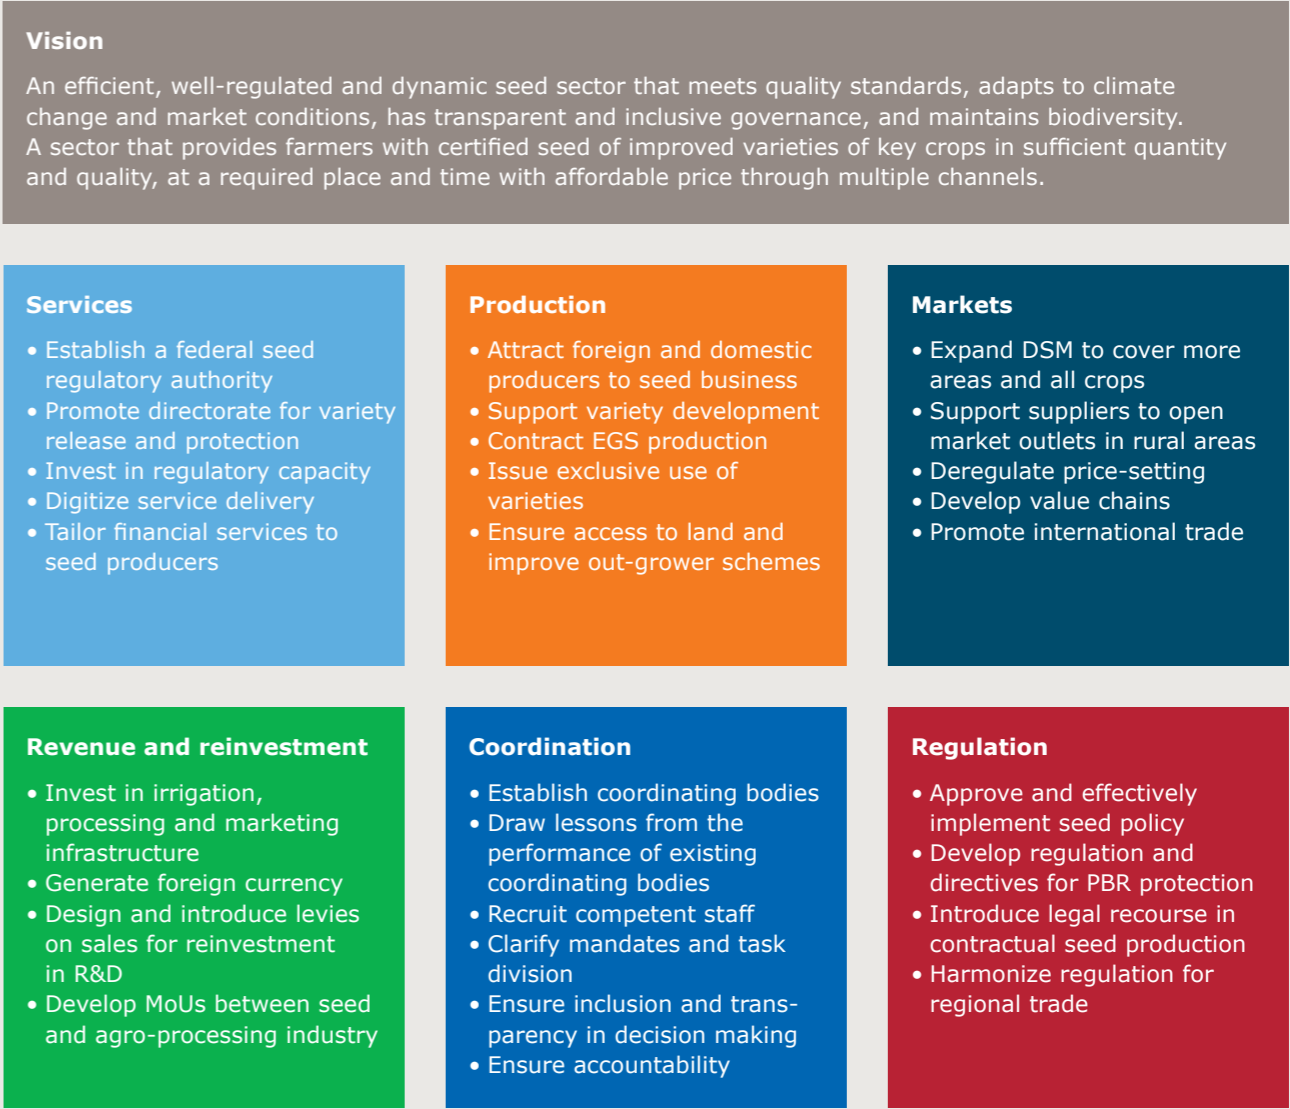 Vision
An efficient, well-regulated and dynamic seed sector that meets quality standards, adapts to climate
change and market conditions, has transparent and inclusive governance, and maintains biodiversity.
A sector that provides farmers with certified seed of improved varieties of key crops in sufficient quantity
and quality, at a required place and time with affordable price through multiple channels.
Services
• Establish a federal seed
regulatory authority
• Promote directorate for variety
release and protection
• Invest in regulatory capacity
• Digitize service delivery
• Tailor financial services to
seed producers
Production
• Attract foreign and domestic
producers to seed business
• Support variety development
• Contract EGS production
• Issue exclusive use of
varieties
• Ensure access to land and
improve out-grower schemes
Markets
• Expand DSM to cover more
areas and all crops
• Support suppliers to open
market outlets in rural areas
• Deregulate price-setting
• Develop value chains
• Promote international trade
Revenue and reinvestment
• Invest in irrigation,
processing and marketing
infrastructure
• Generate foreign currency
• Design and introduce levies
on sales for reinvestment
in R&D
• Develop MoUs between seed
and agro-processing industry
Coordination
• Establish coordinating bodies
• Draw lessons from the
performance of existing
coordinating bodies
• Recruit competent staff
• Clarify mandates and task
division
• Ensure inclusion and trans-
parency in decision making
• Ensure accountability
Regulation
• Approve and effectively
implement seed policy
• Develop regulation and
directives for PBR protection
• Introduce legal recourse in
contractual seed production
• Harmonize regulation for
regional trade